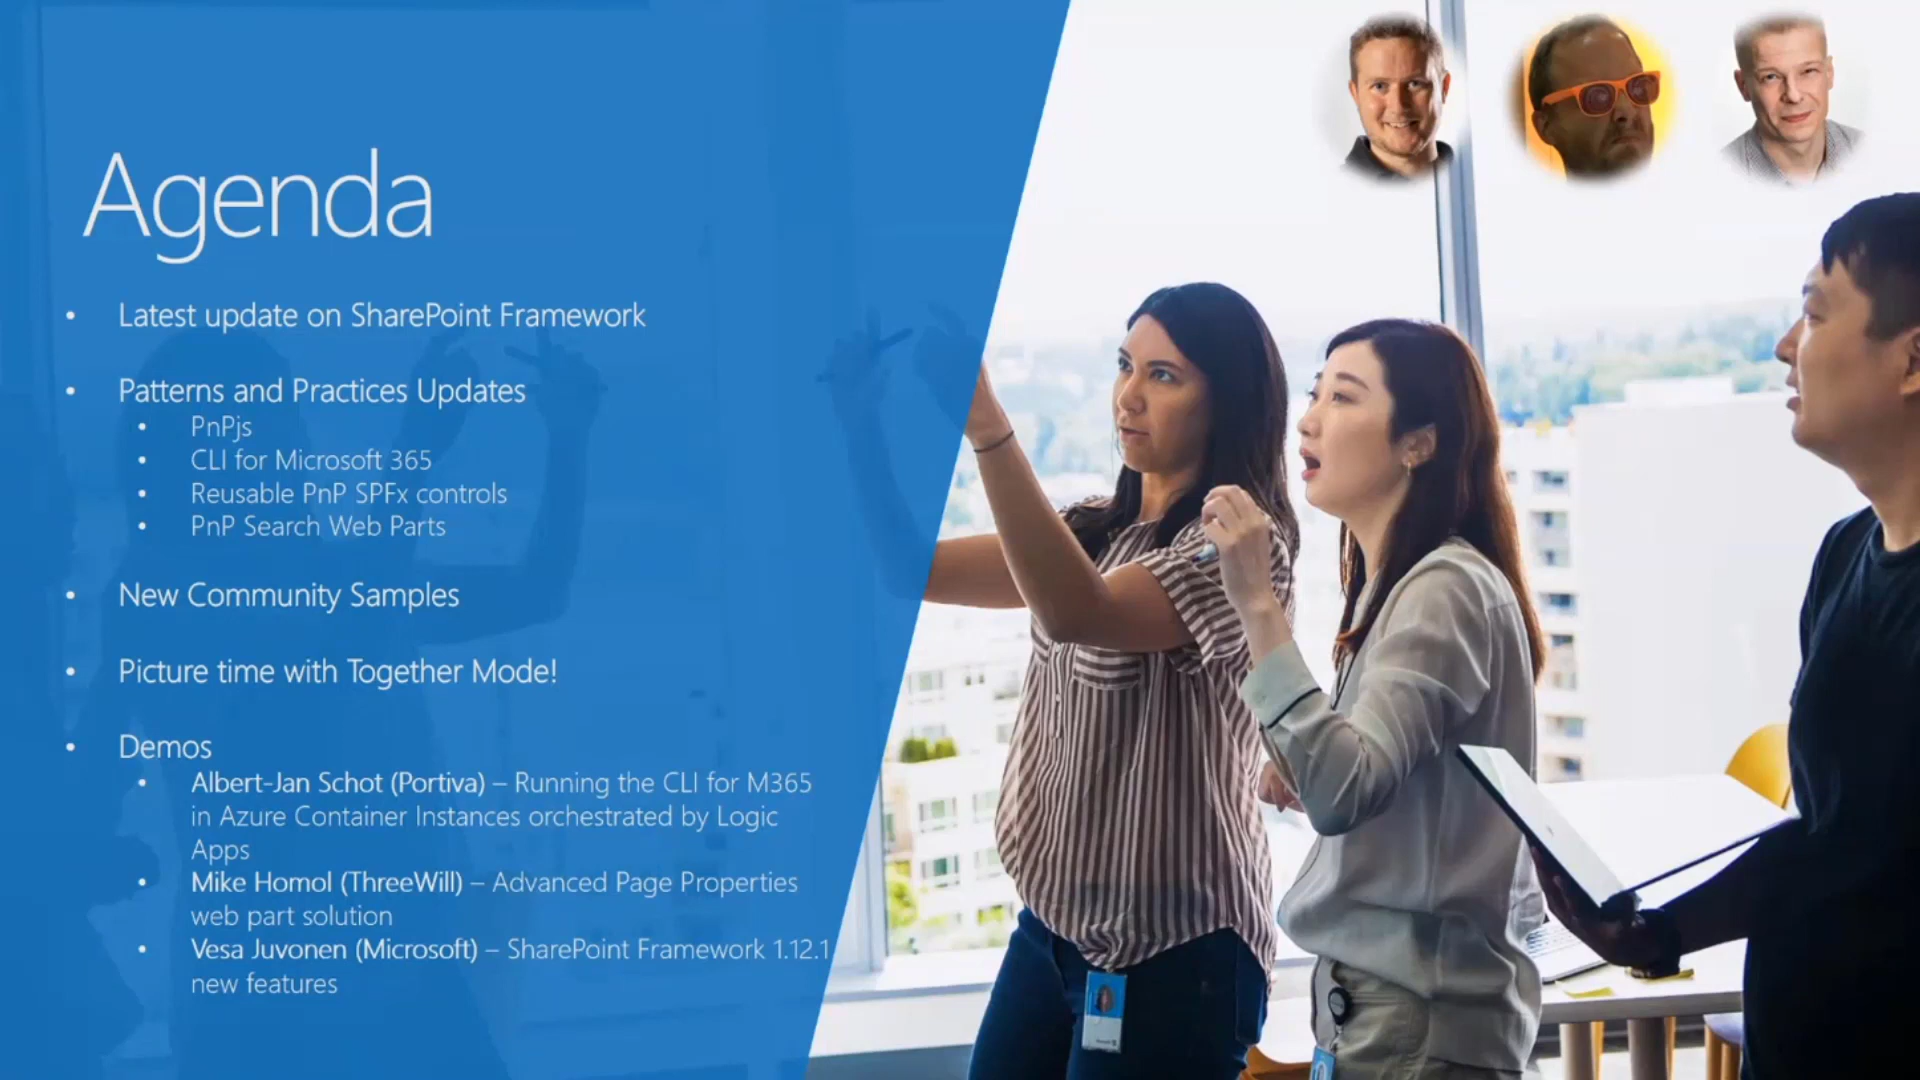 Agenda
• Latest update on SharePoint Framework
• Patterns and Practices Updates
• PnPjs
• CLI for Microsoft 365
• Reusable PnP SPFx controls
• PnP Search Web Parts
• New Community Samples
• Picture time with Together Mode!
• Demos
• Albert-Jan Schot (Portiva) – Running the CLI for M365
in Azure Container Instances orchestrated by Logic
Apps
• Mike Homol (ThreeWill) – Advanced Page Properties
web part solution
• Vesa Juvonen (Microsoft) – SharePoint Framework 1.12.1
new features